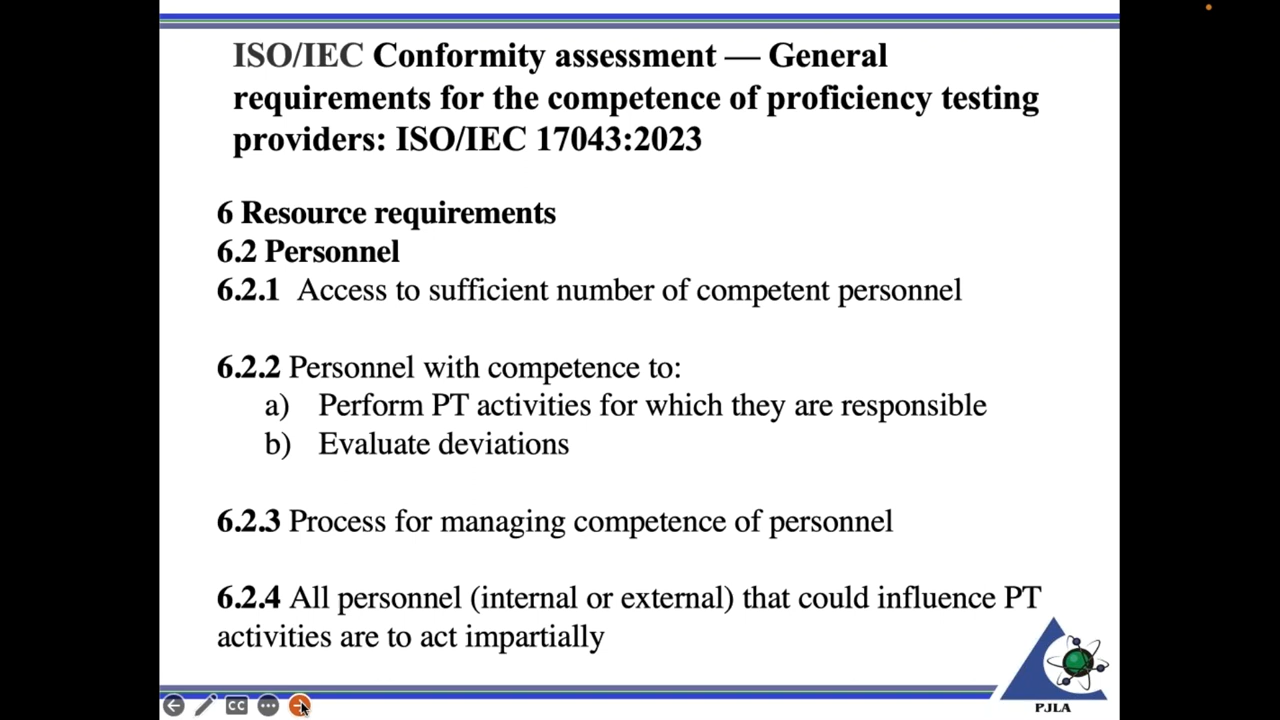 ISO/IEC Conformity assessment — General
requirements for the competence of proficiency testing
providers: ISO/IEC 17043:2023
6 Resource requirements
6.2 Personnel
6.2.1 Access to sufficient number of competent personnel
6.2.2 Personnel with competence to:
a) Perform PT activities for which they are responsible
b) Evaluate deviations
6.2.3 Process for managing competence of personnel
6.2.4 All personnel (internal or external) that could influence PT
activities are to act impartially
CC
PJLA